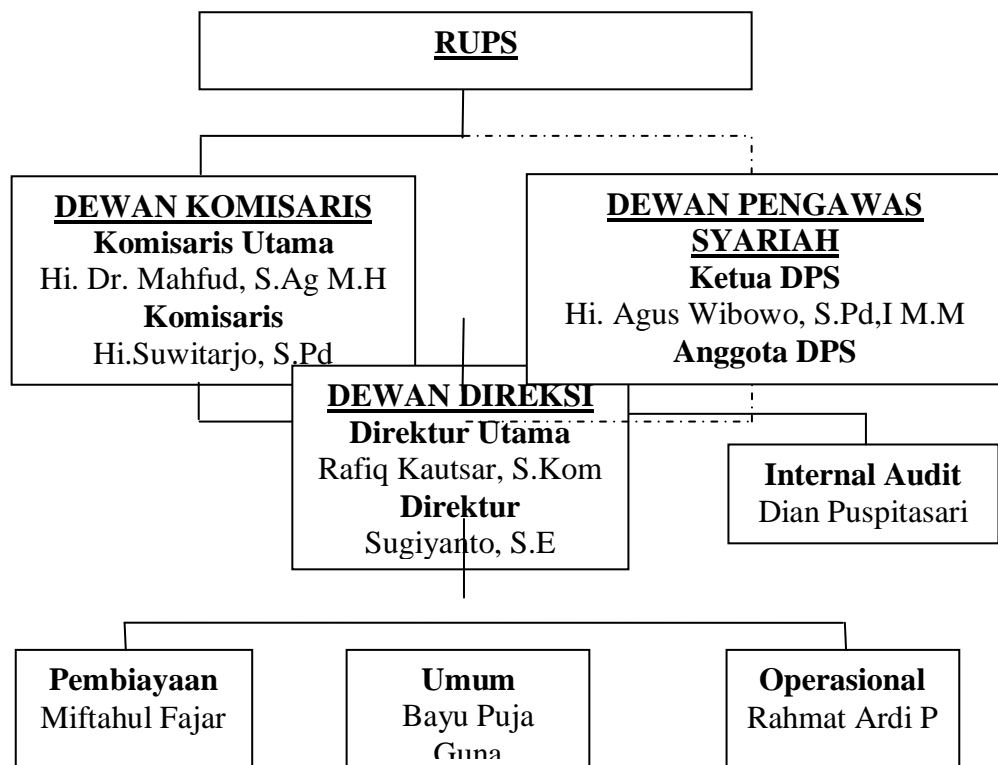 RUPS
DEWAN KOMISARIS
Komisaris Utama
Hi. Dr. Mahfud, S.Ag M.H
Komisaris
Hi.Suwitarjo, S.Pd
DEWAN PENGAWAS
SYARIAH
Ketua DPS
Hi. Agus Wibowo, S.Pd,I M.M
Anggota DPS
DEWAN DIREKSI
Direktur Utama
Rafiq Kautsar, S.Kom
Direktur
Sugiyanto, S.E
Internal Audit
Dian Puspitasari
Pembiayaan
Miftahul Fajar
Umum
Bayu Puja
Guna
Operasional
Rahmat Ardi P